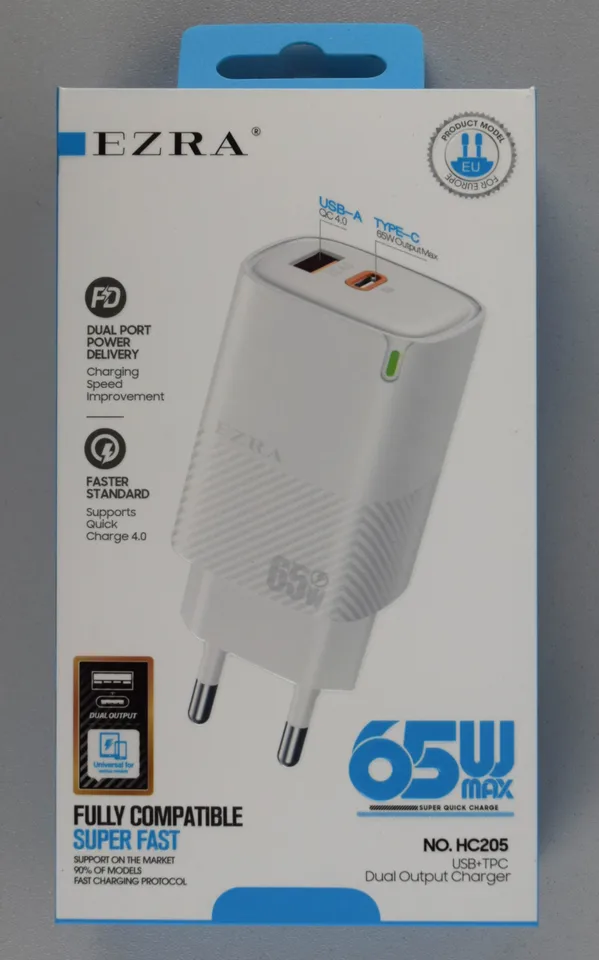 EZRA®
PRODUCT MODEL
EU
FOR EUROPE
USB-A
QC 4.0
TYPE-C
65W Output Max
PD
DUAL PORT
POWER
DELIVERY
Charging
Speed
Improvement
FASTER
STANDARD
Supports
Quick
Charge 4.0
EZRA
65W
DUAL OUTPUT
Universal for
65W
MAX
SUPER QUICK CHARGE
FULLY COMPATIBLE
SUPER FAST
SUPPORT ON THE MARKET
90% OF MODELS
FAST CHARGING PROTOCOL
NO. HC205
USB+TPC
Dual Output Charger